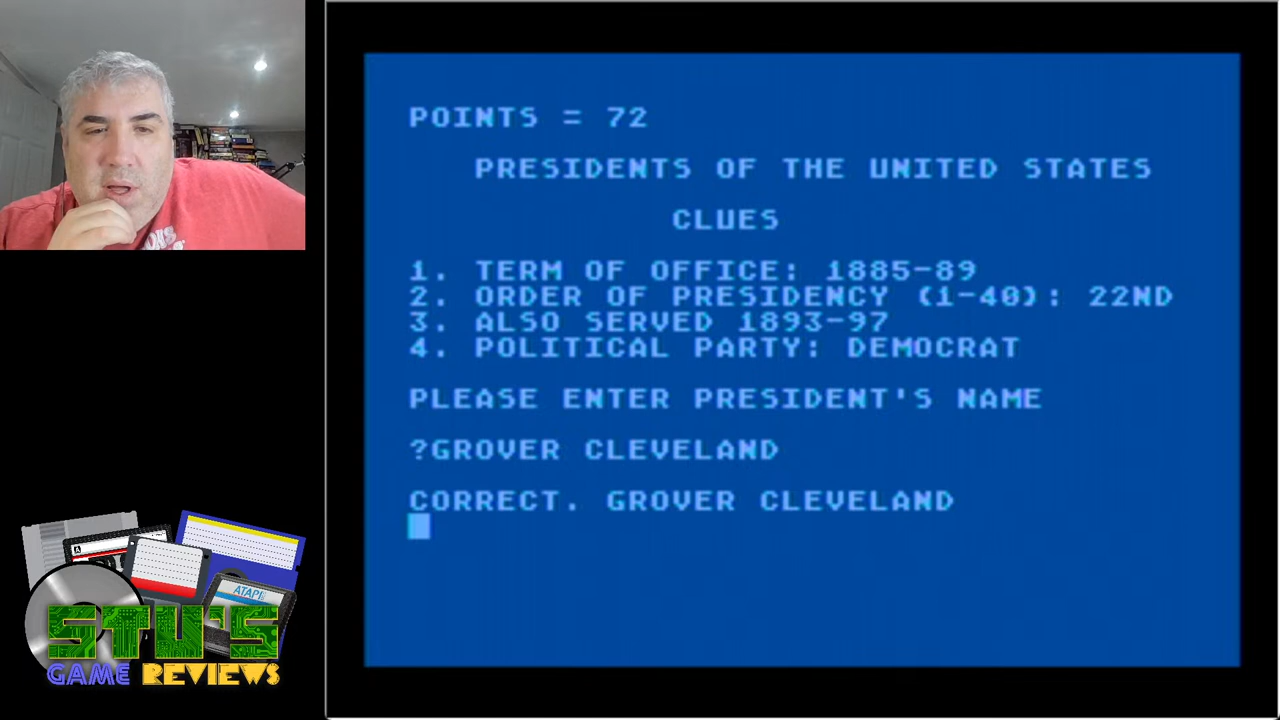 POINTS = 72
PRESIDENTS OF THE UNITED STATES
CLUES
1. TERM OF OFFICE: 1885-89
2. ORDER OF PRESIDENCY (1-40): 22ND
3. ALSO SERVED 1893-97
4. POLITICAL PARTY: DEMOCRAT
PLEASE ENTER PRESIDENT'S NAME
?GROVER CLEVELAND
CORRECT. GROVER CLEVELAND
A
ATARI
STU'S
GAME REVIEWS